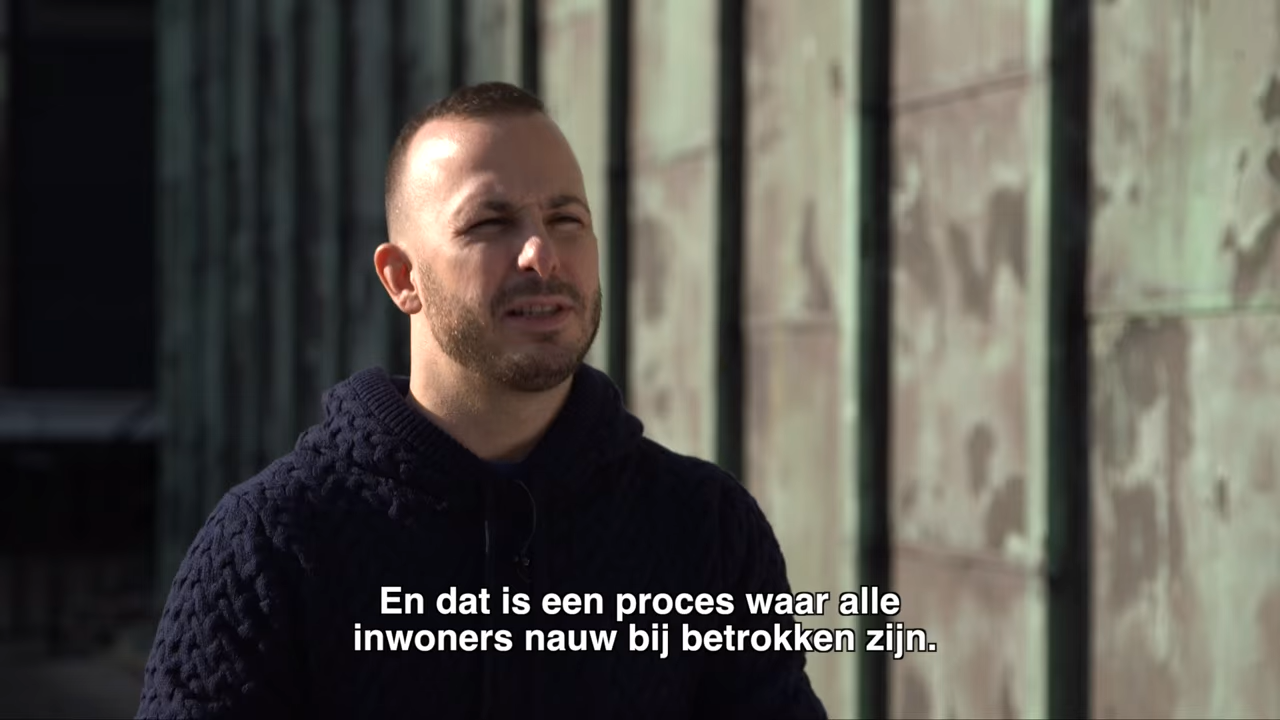 En dat is een proces waar alle
inwoners nauw bij betrokken zijn.